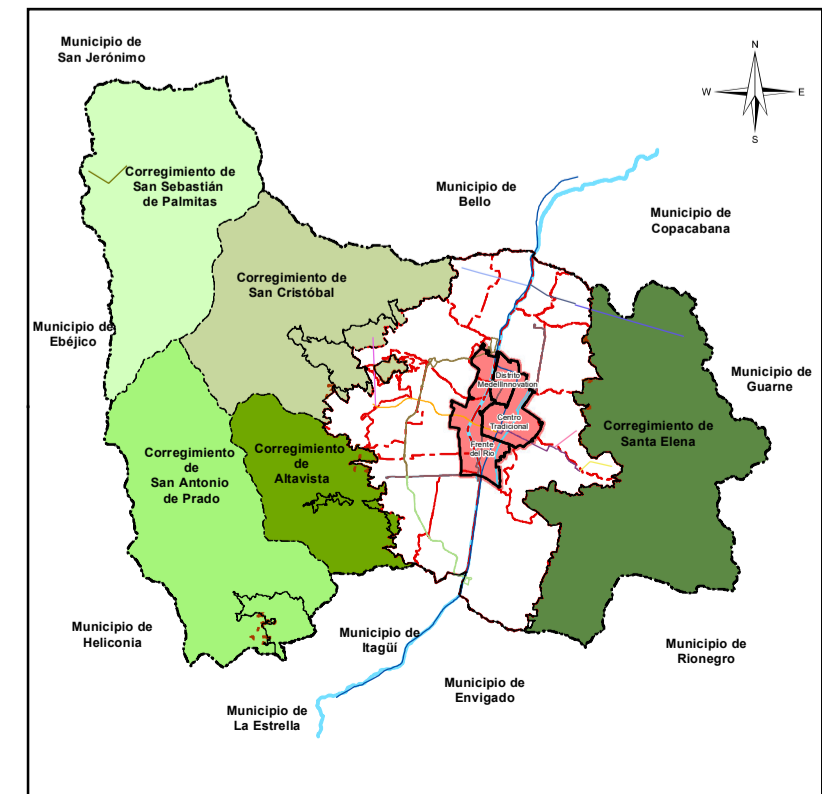 Municipio de
San Jerónimo
N
W
E
S
Corregimiento de
San Sebastián
de Palmitas
Municipio de
Bello
Municipio de
Copacabana
Corregimiento de
San Cristóbal
Municipio de
Ebéjico
Distrito
Medellinnovation
Municipio de
Guarne
Centro
Tradicional
Corregimiento de
Santa Elena
Frente
del Río
Corregimiento
de
Altavista
Corregimiento
de
San Antonio
de Prado
Municipio de
Heliconia
Municipio de
Itagüí
Municipio de
Rionegro
Municipio de
Envigado
Municipio de
La Estrella